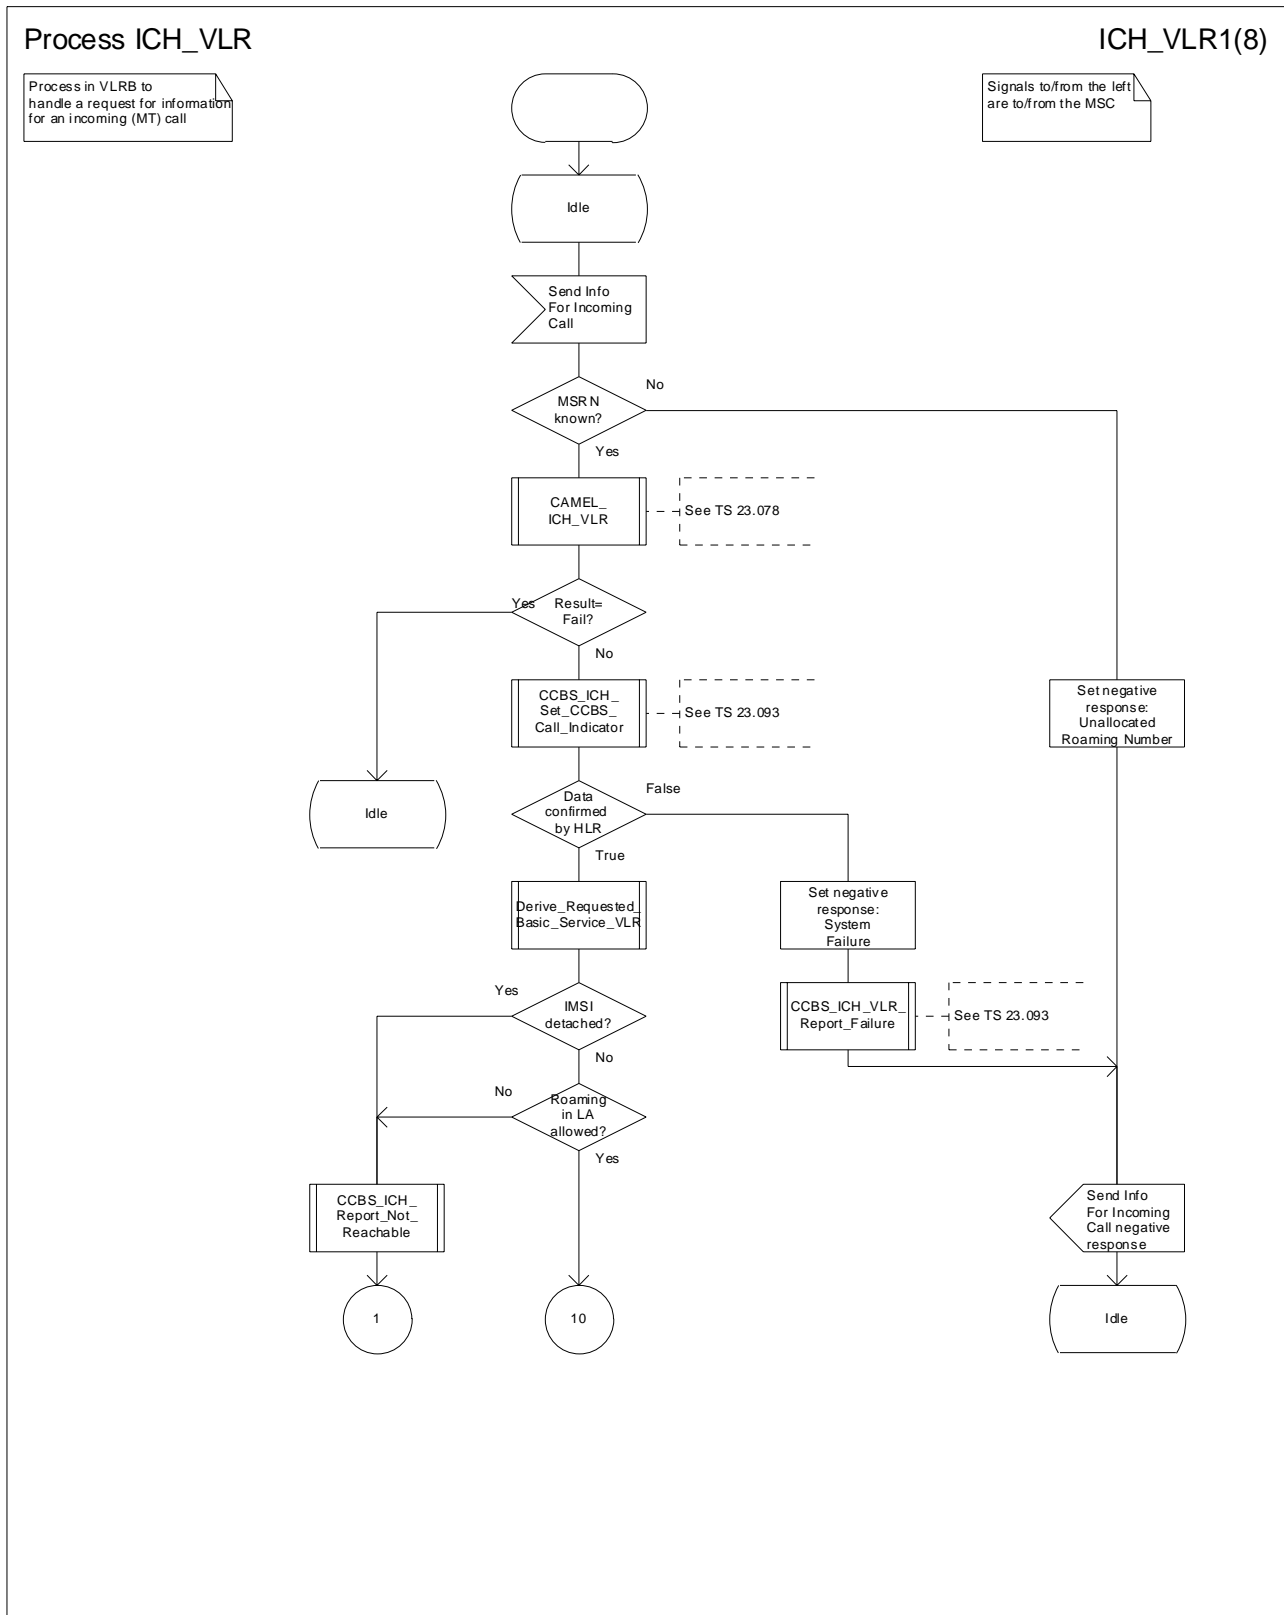 Process ICH_VLR
ICH_VLR1(8)
Process in VLRB to
handle a request for information
for an incoming (MT) call
Signals to/from the left
are to/from the MSC
Idle
Send Info
For Incoming
Call
No
MSRN
known?
Yes
CAMEL_
ICH_VLR
See TS 23.078
Yes
Result=
Fail?
No
CCBS_ICH_
Set_CCBS_
Call_Indicator
See TS 23.093
Set negative
response:
Unallocated
Roaming Number
Idle
False
Data
confirmed
by HLR
True
Derive_Requested_
Basic_Service_VLR
Set negative
response:
System
Failure
Yes
IMSI
detached?
No
CCBS_ICH_VLR_
Report_Failure
See TS 23.093
No
Roaming
in LA
allowed?
Yes
CCBS_ICH_
Report_Not_
Reachable
Send Info
For Incoming
Call negative
response
1
10
Idle